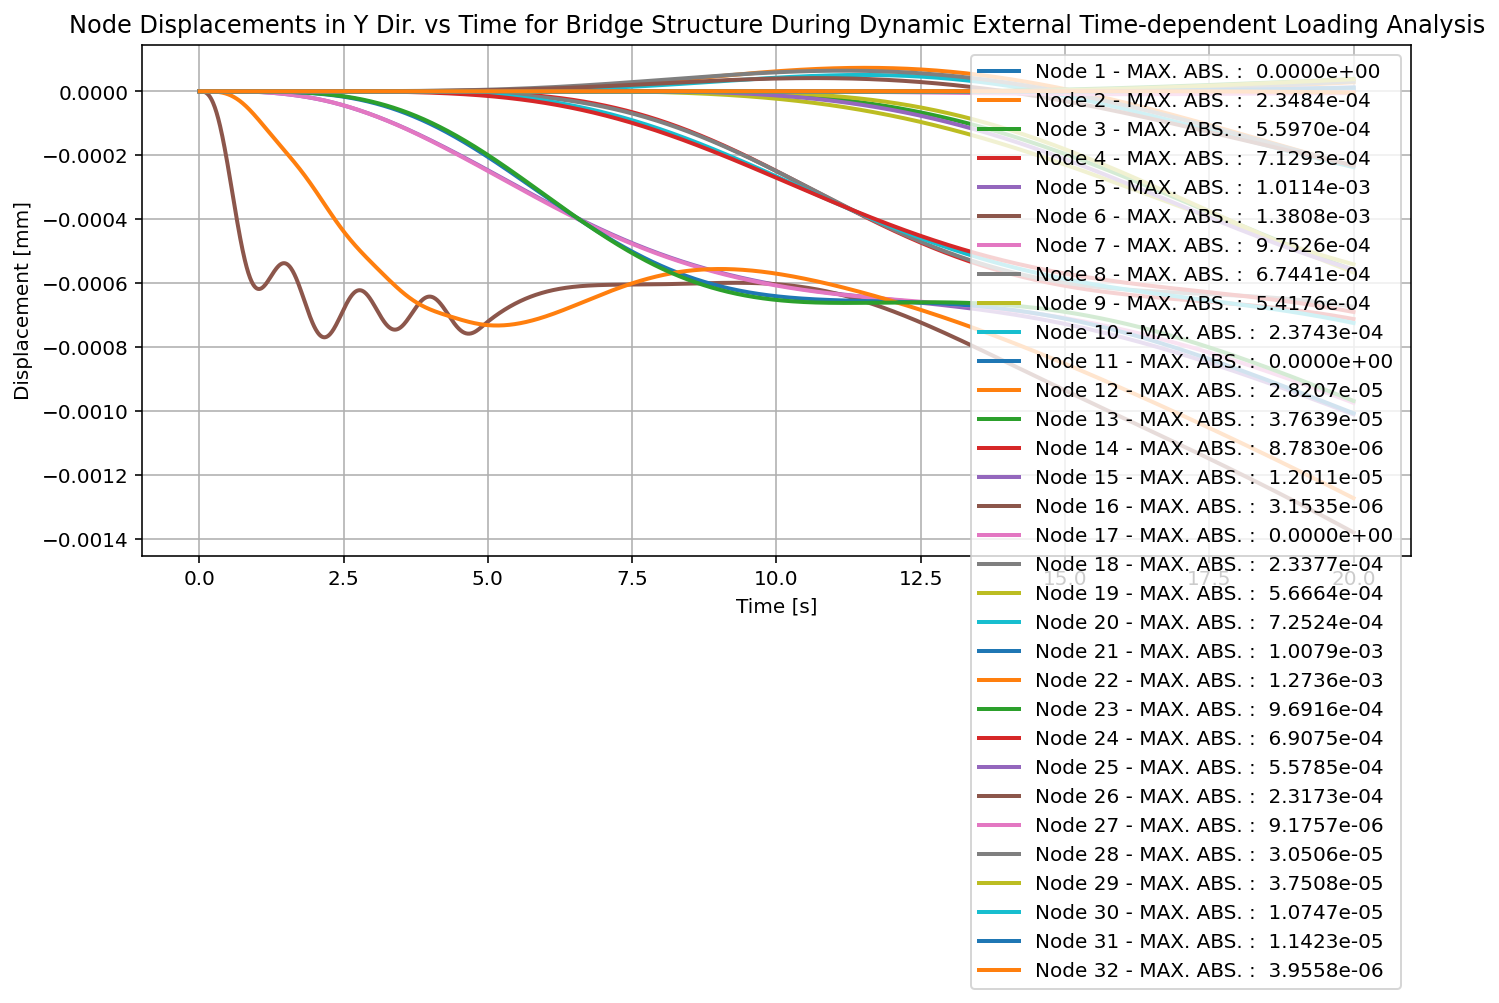 Node Displacements in Y Dir. vs Time for Bridge Structure During Dynamic External Time-dependent Loading Analysis
Displacement [mm]
0.0000
−0.0002
−0.0004
−0.0006
−0.0008
−0.0010
−0.0012
−0.0014
0.0 2.5 5.0 7.5 10.0 12.5 15.0 17.5 20.0
Time [s]
Node 1 - MAX. ABS. : 0.0000e+00
Node 2 - MAX. ABS. : 2.3484e-04
Node 3 - MAX. ABS. : 5.5970e-04
Node 4 - MAX. ABS. : 7.1293e-04
Node 5 - MAX. ABS. : 1.0114e-03
Node 6 - MAX. ABS. : 1.3808e-03
Node 7 - MAX. ABS. : 9.7526e-04
Node 8 - MAX. ABS. : 6.7441e-04
Node 9 - MAX. ABS. : 5.4176e-04
Node 10 - MAX. ABS. : 2.3743e-04
Node 11 - MAX. ABS. : 0.0000e+00
Node 12 - MAX. ABS. : 2.8207e-05
Node 13 - MAX. ABS. : 3.7639e-05
Node 14 - MAX. ABS. : 8.7830e-06
Node 15 - MAX. ABS. : 1.2011e-05
Node 16 - MAX. ABS. : 3.1535e-06
Node 17 - MAX. ABS. : 0.0000e+00
Node 18 - MAX. ABS. : 2.3377e-04
Node 19 - MAX. ABS. : 5.6664e-04
Node 20 - MAX. ABS. : 7.2524e-04
Node 21 - MAX. ABS. : 1.0079e-03
Node 22 - MAX. ABS. : 1.2736e-03
Node 23 - MAX. ABS. : 9.6916e-04
Node 24 - MAX. ABS. : 6.9075e-04
Node 25 - MAX. ABS. : 5.5785e-04
Node 26 - MAX. ABS. : 2.3173e-04
Node 27 - MAX. ABS. : 9.1757e-06
Node 28 - MAX. ABS. : 3.0506e-05
Node 29 - MAX. ABS. : 3.7508e-05
Node 30 - MAX. ABS. : 1.0747e-05
Node 31 - MAX. ABS. : 1.1423e-05
Node 32 - MAX. ABS. : 3.9558e-06